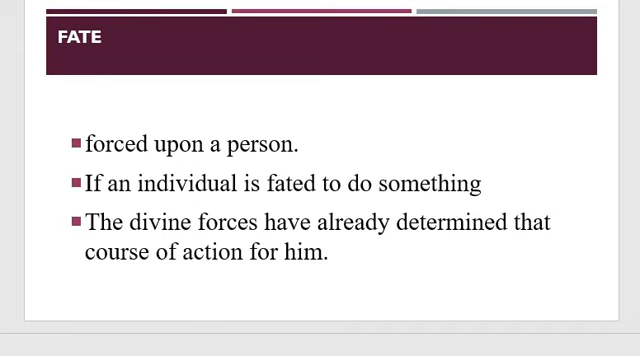 FATE
forced upon a person.
If an individual is fated to do something
The divine forces have already determined that
course of action for him.